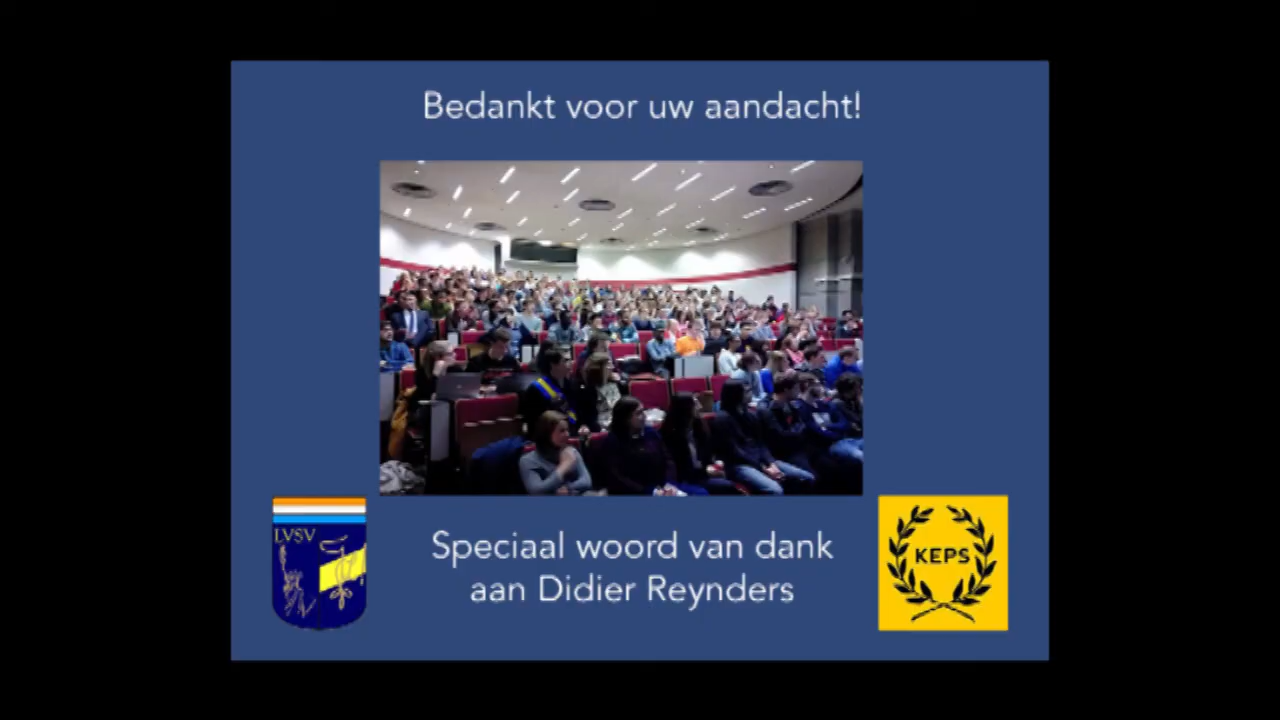 Bedankt voor uw aandacht!
LVSV
Speciaal woord van dank
aan Didier Reynders
KEPS